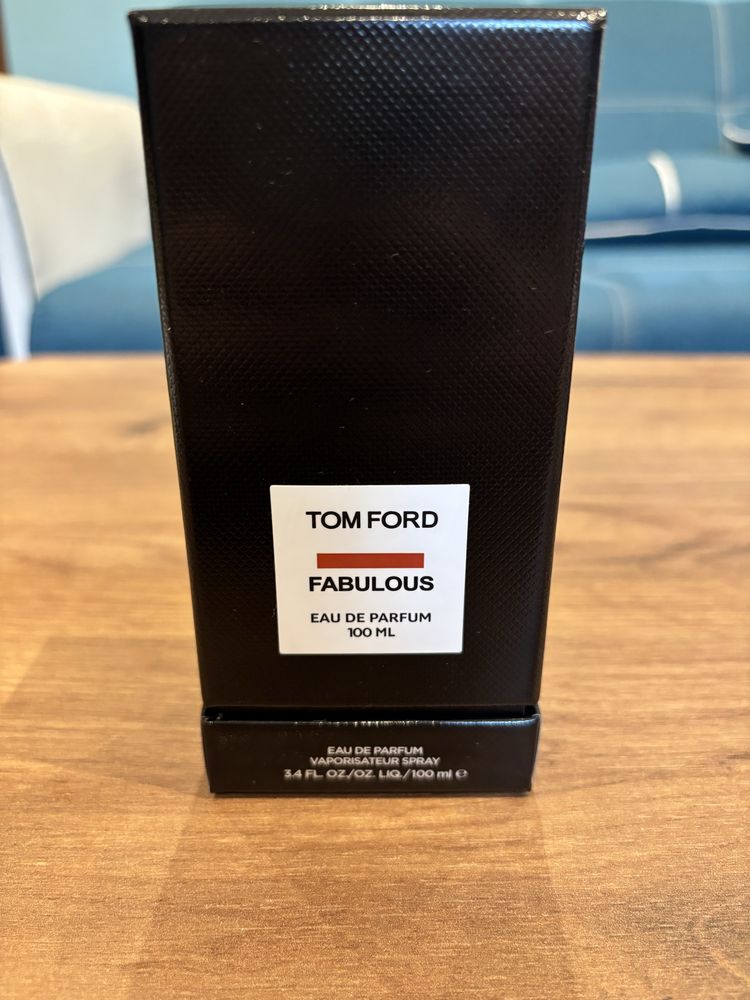 TOM FORD
FABULOUS
EAU DE PARFUM
100 ML
EAU DE PARFUM
VAPORISATEUR SPRAY
3.4 FL. OZ/OZ. LIQ./100 ml ℮